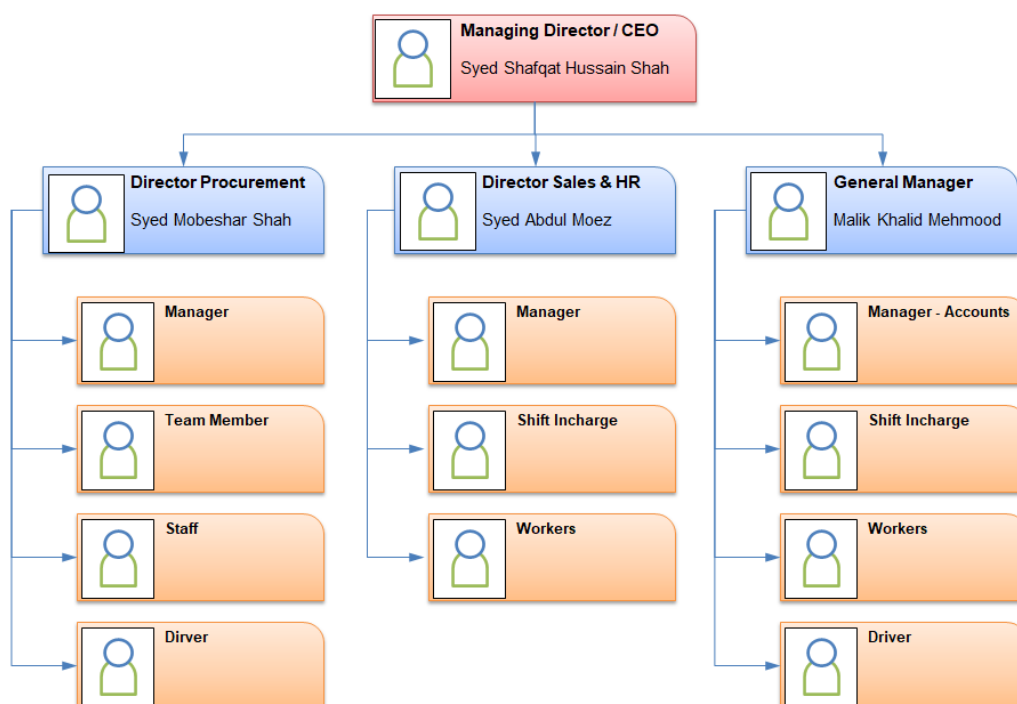 Managing Director / CEO
Syed Shafqat Hussain Shah
Director Procurement
Syed Mobeshar Shah
Director Sales & HR
Syed Abdul Moez
General Manager
Malik Khalid Mehmood
Manager
Team Member
Staff
Dirver
Manager
Shift Incharge
Workers
Manager - Accounts
Shift Incharge
Workers
Driver